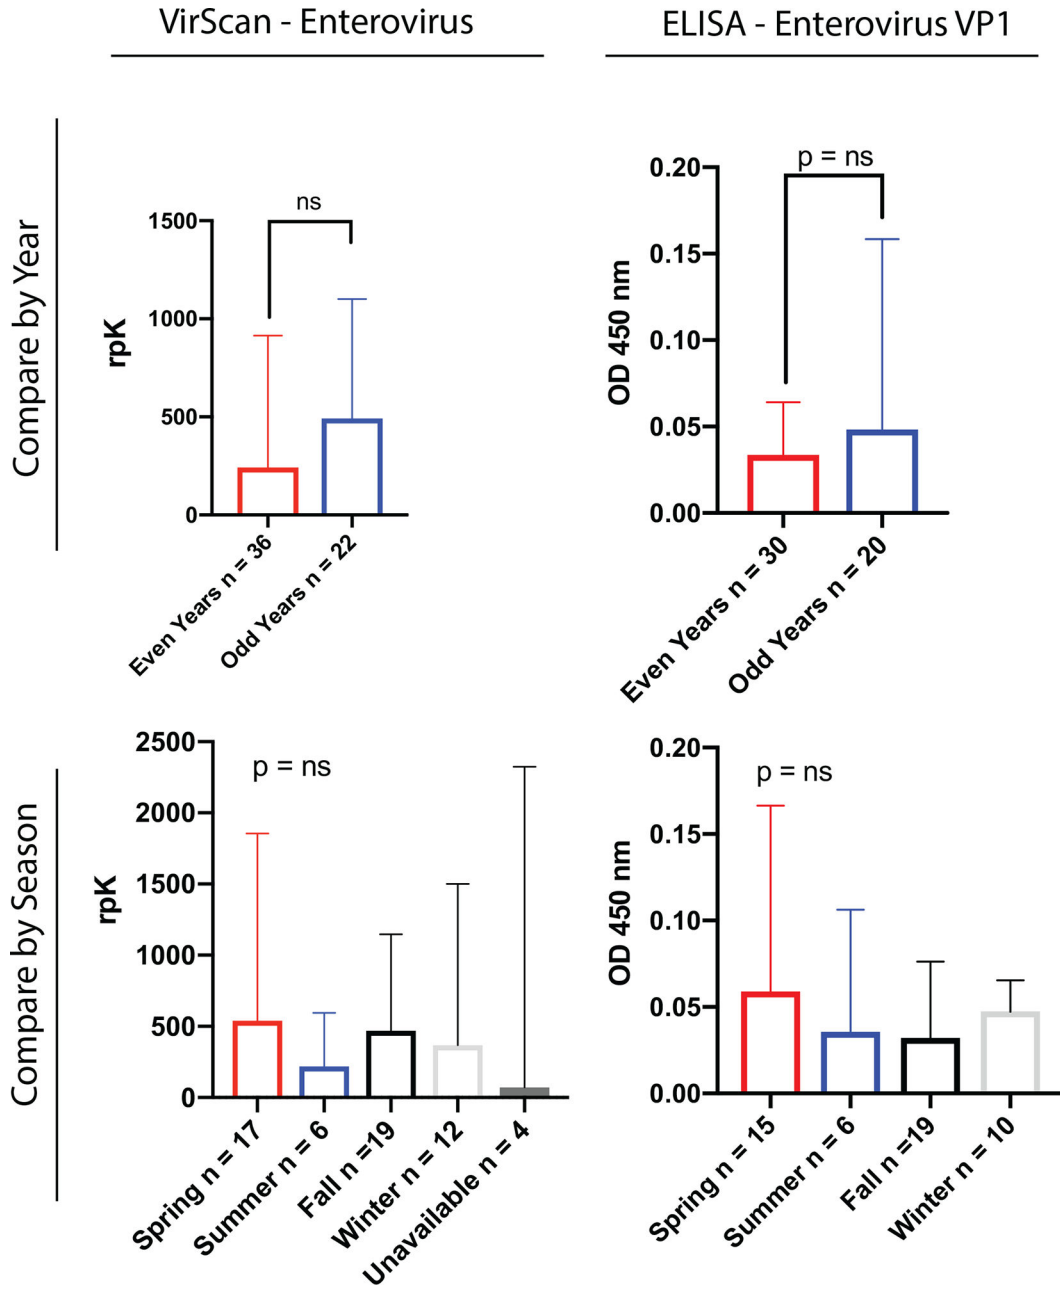 VirScan - Enterovirus
ELISA - Enterovirus VP1
Compare by Year
rpK
1500
1000
500
0
ns
Even Years n = 36
Odd Years n = 22
OD 450 nm
0.20
0.15
0.10
0.05
0.00
p = ns
Even Years n = 30
Odd Years n = 20
Compare by Season
rpK
2500
2000
1500
1000
500
0
p = ns
Spring n = 17
Summer n = 6
Fall n =19
Winter n = 12
Unavailable n = 4
OD 450 nm
0.20
0.15
0.10
0.05
0.00
p = ns
Spring n = 15
Summer n = 6
Fall n =19
Winter n = 10